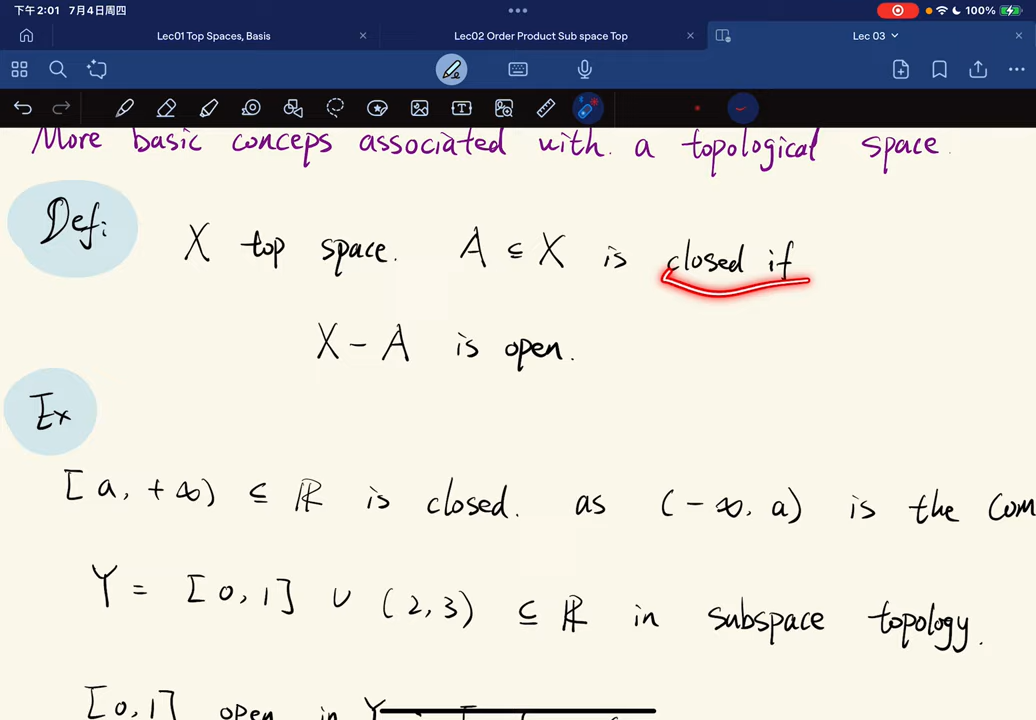 下午2:01 7月4日周四
100%
Lec01 Top Spaces, Basis
Lec02 Order Product Sub space Top
Lec 03
More basic conceps associated with. a topological space.
Def:
X top space. A ⊆ X is closed if
X - A is open.
Ex
[a, +∞) ⊆ ℝ is closed. as (-∞, a) is the com
Y = [0, 1] ∪ (2, 3) ⊆ ℝ in subspace topology.
[0, 1] open in Y